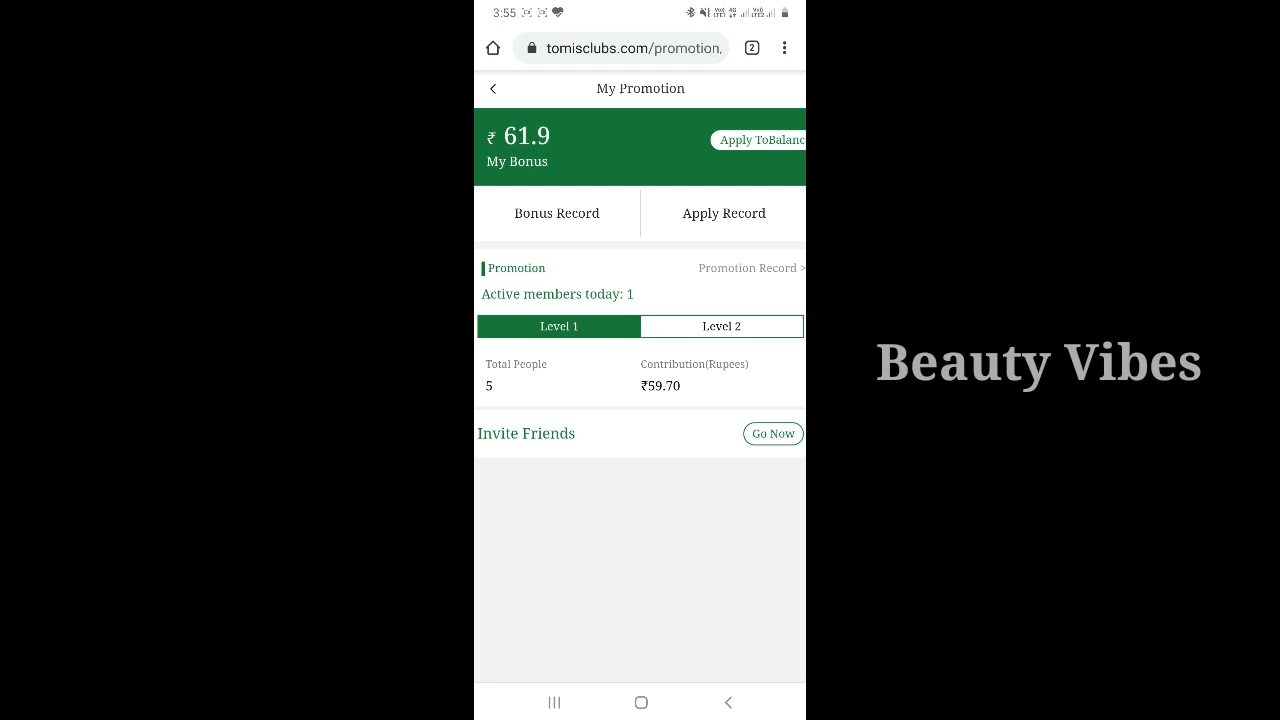 3:55
tomisclubs.com/promotion,
2
My Promotion
₹ 61.9
Apply ToBalanc
My Bonus
Bonus Record
Apply Record
Promotion
Promotion Record >
Active members today: 1
Level 1
Level 2
Total People
Contribution(Rupees)
5
₹59.70
Invite Friends
Go Now
Beauty Vibes